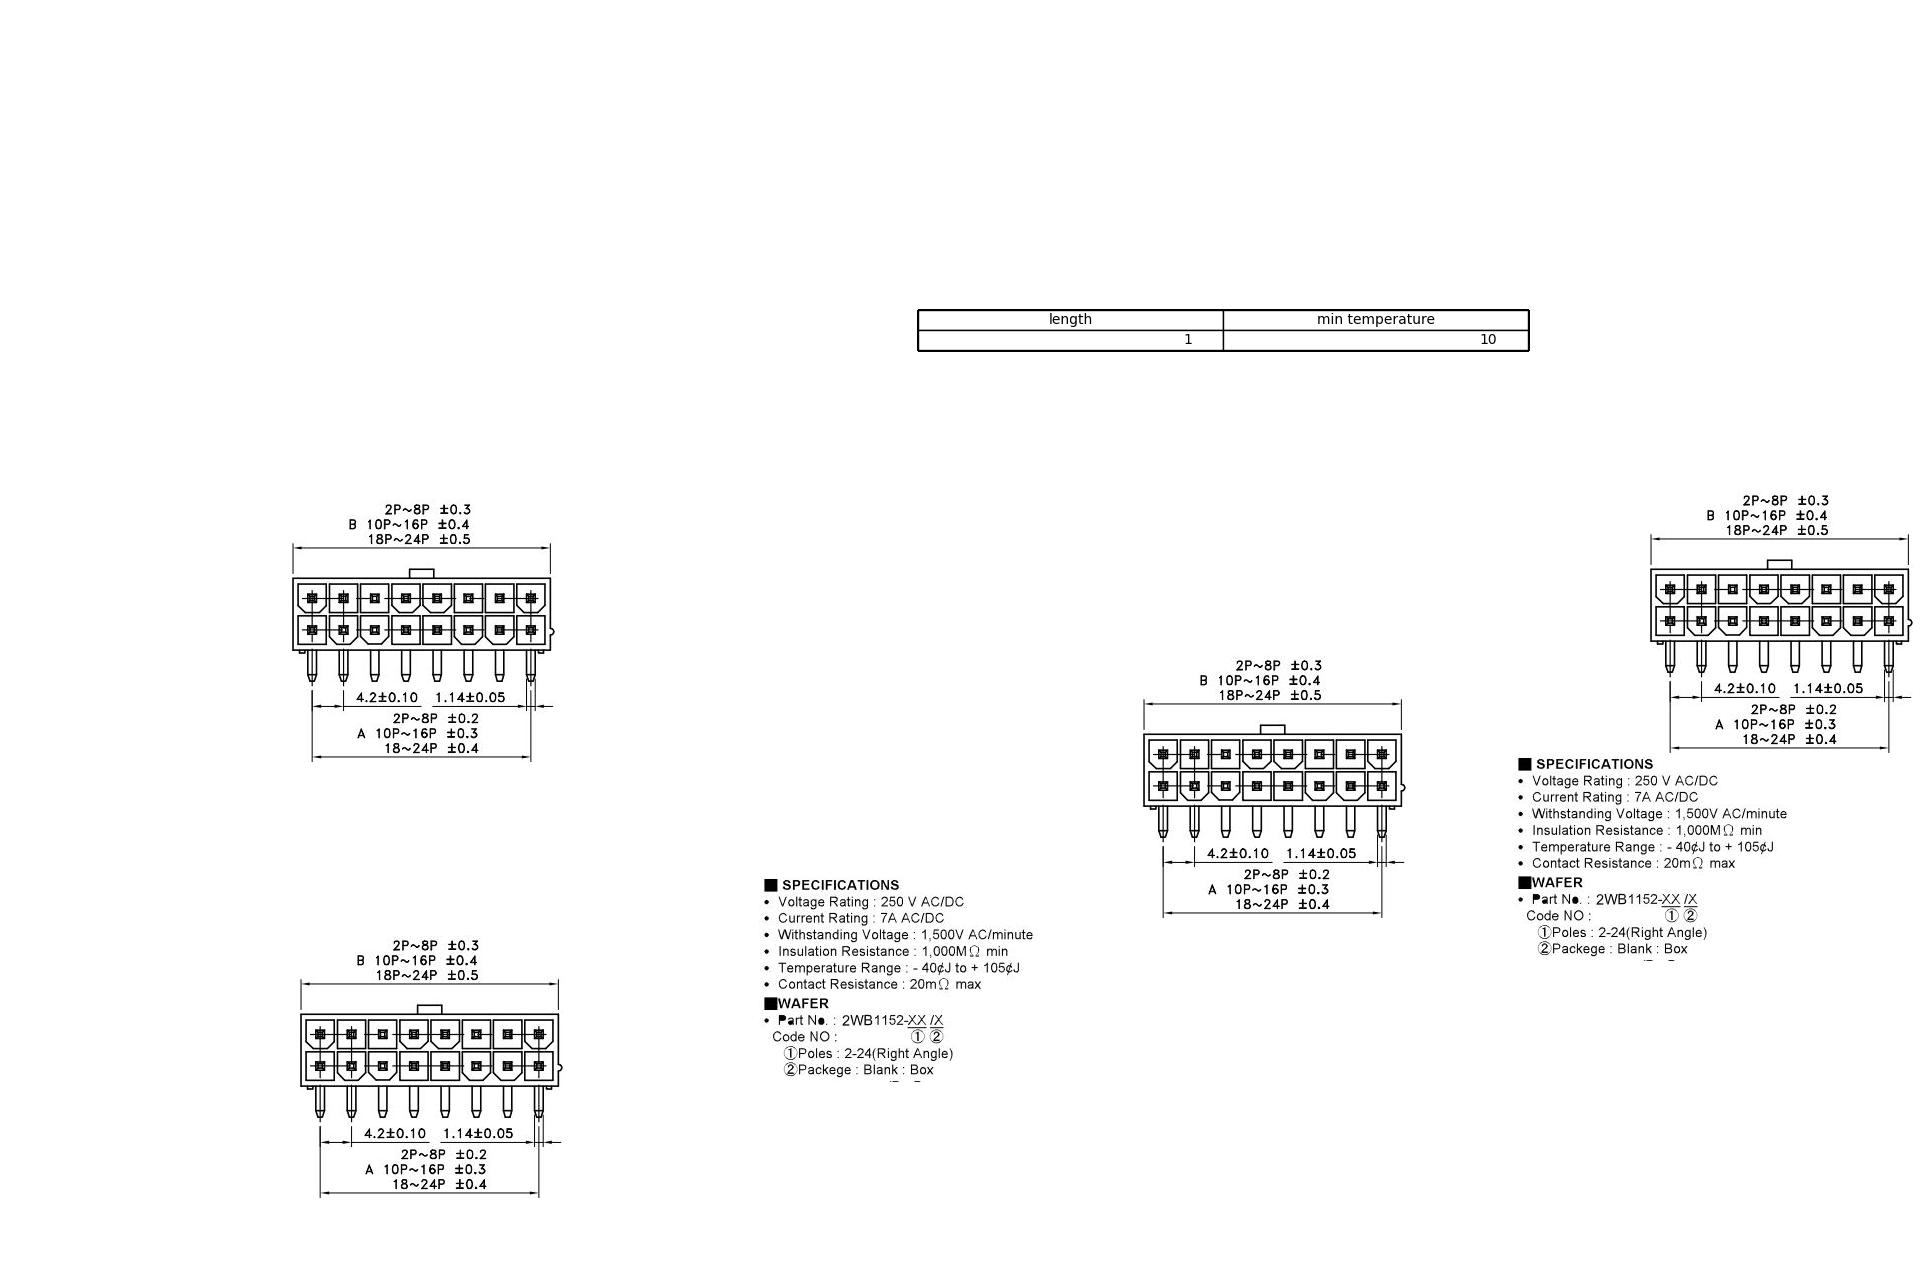 length min temperature
1 10
2P~8P ±0.3
B 10P~16P ±0.4
18P~24P ±0.5
4.2±0.10 1.14±0.05
2P~8P ±0.2
A 10P~16P ±0.3
18~24P ±0.4
2P~8P ±0.3
B 10P~16P ±0.4
18P~24P ±0.5
4.2±0.10 1.14±0.05
2P~8P ±0.2
A 10P~16P ±0.3
18~24P ±0.4
2P~8P ±0.3
B 10P~16P ±0.4
18P~24P ±0.5
4.2±0.10 1.14±0.05
2P~8P ±0.2
A 10P~16P ±0.3
18~24P ±0.4
■ SPECIFICATIONS
• Voltage Rating : 250 V AC/DC
• Current Rating : 7A AC/DC
• Withstanding Voltage : 1,500V AC/minute
• Insulation Resistance : 1,000MΩ min
• Temperature Range : - 40¢J to + 105¢J
• Contact Resistance : 20mΩ max
■WAFER
• Part No. : 2WB1152-XX /X
Code NO : ① ②
①Poles : 2-24(Right Angle)
②Packege : Blank : Box
■ SPECIFICATIONS
• Voltage Rating : 250 V AC/DC
• Current Rating : 7A AC/DC
• Withstanding Voltage : 1,500V AC/minute
• Insulation Resistance : 1,000MΩ min
• Temperature Range : - 40¢J to + 105¢J
• Contact Resistance : 20mΩ max
■WAFER
• Part No. : 2WB1152-XX /X
Code NO : ① ②
①Poles : 2-24(Right Angle)
②Packege : Blank : Box
2P~8P ±0.3
B 10P~16P ±0.4
18P~24P ±0.5
4.2±0.10 1.14±0.05
2P~8P ±0.2
A 10P~16P ±0.3
18~24P ±0.4